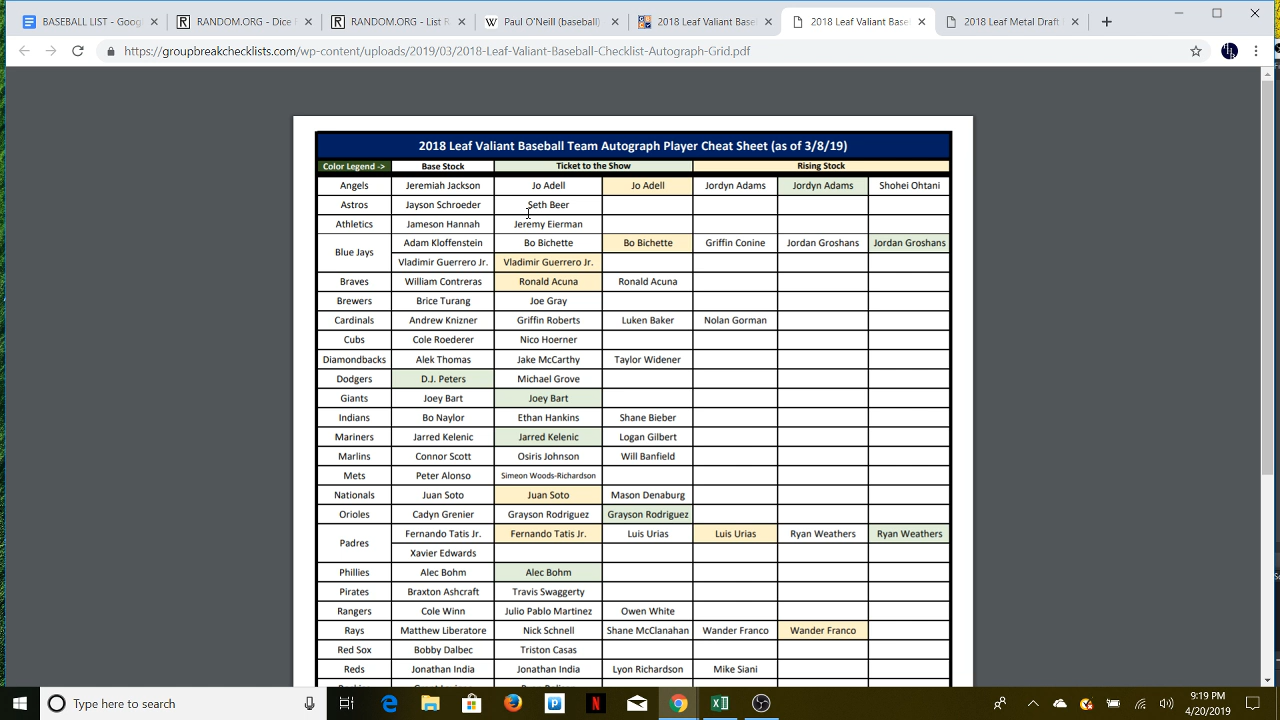 BASEBALL LIST - Goog
RANDOM.ORG - Dice R
RANDOM.ORG - List R
Paul O'Neill (baseball)
2018 Leaf Valiant Base
2018 Leaf Valiant Base
2018 Leaf Metal Draft
https://groupbreakchecklists.com/wp-content/uploads/2019/03/2018-Leaf-Valiant-Baseball-Checklist-Autograph-Grid.pdf
2018 Leaf Valiant Baseball Team Autograph Player Cheat Sheet (as of 3/8/19)
Color Legend -> Base Stock Ticket to the Show Rising Stock
Angels Jeremiah Jackson Jo Adell Jo Adell Jordyn Adams Jordyn Adams Shohei Ohtani
Astros Jayson Schroeder Seth Beer
Athletics Jameson Hannah Jeremy Eierman
Blue Jays Adam Kloffenstein Bo Bichette Bo Bichette Griffin Conine Jordan Groshans Jordan Groshans
Vladimir Guerrero Jr. Vladimir Guerrero Jr.
Braves William Contreras Ronald Acuna Ronald Acuna
Brewers Brice Turang Joe Gray
Cardinals Andrew Knizner Griffin Roberts Luken Baker Nolan Gorman
Cubs Cole Roederer Nico Hoerner
Diamondbacks Alek Thomas Jake McCarthy Taylor Widener
Dodgers D.J. Peters Michael Grove
Giants Joey Bart Joey Bart
Indians Bo Naylor Ethan Hankins Shane Bieber
Mariners Jarred Kelenic Jarred Kelenic Logan Gilbert
Marlins Connor Scott Osiris Johnson Will Banfield
Mets Peter Alonso Simeon Woods-Richardson
Nationals Juan Soto Juan Soto Mason Denaburg
Orioles Cadyn Grenier Grayson Rodriguez Grayson Rodriguez
Padres Fernando Tatis Jr. Fernando Tatis Jr. Luis Urias Luis Urias Ryan Weathers Ryan Weathers
Xavier Edwards
Phillies Alec Bohm Alec Bohm
Pirates Braxton Ashcraft Travis Swaggerty
Rangers Cole Winn Julio Pablo Martinez Owen White
Rays Matthew Liberatore Nick Schnell Shane McClanahan Wander Franco Wander Franco
Red Sox Bobby Dalbec Triston Casas
Reds Jonathan India Jonathan India Lyon Richardson Mike Siani
Type here to search
9:19 PM
4/20/2019